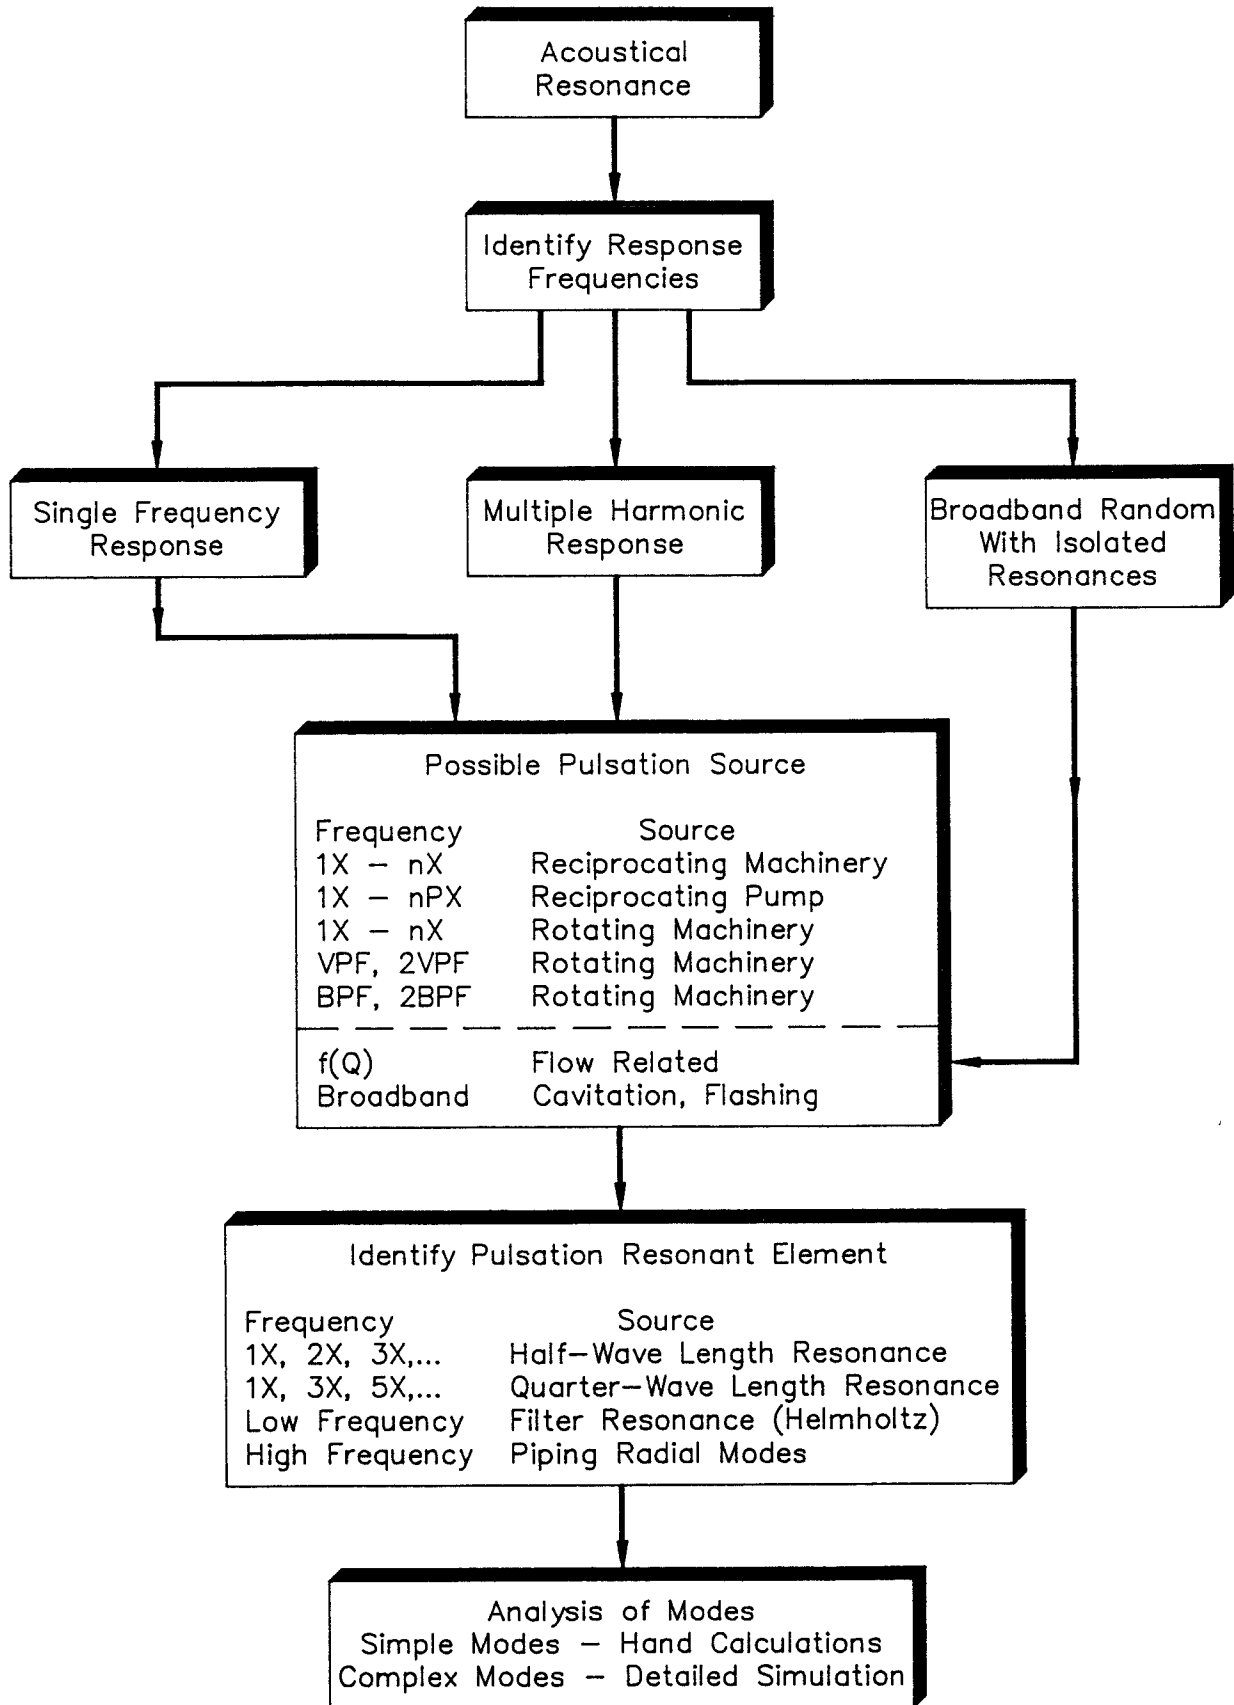 Acoustical
Resonance
Identify Response
Frequencies
Single Frequency
Response
Multiple Harmonic
Response
Broadband Random
With Isolated
Resonances
Possible Pulsation Source
Frequency Source
1X – nX Reciprocating Machinery
1X – nPX Reciprocating Pump
1X – nX Rotating Machinery
VPF, 2VPF Rotating Machinery
BPF, 2BPF Rotating Machinery
f(Q) Flow Related
Broadband Cavitation, Flashing
Identify Pulsation Resonant Element
Frequency Source
1X, 2X, 3X,... Half–Wave Length Resonance
1X, 3X, 5X,... Quarter–Wave Length Resonance
Low Frequency Filter Resonance (Helmholtz)
High Frequency Piping Radial Modes
Analysis of Modes
Simple Modes – Hand Calculations
Complex Modes – Detailed Simulation